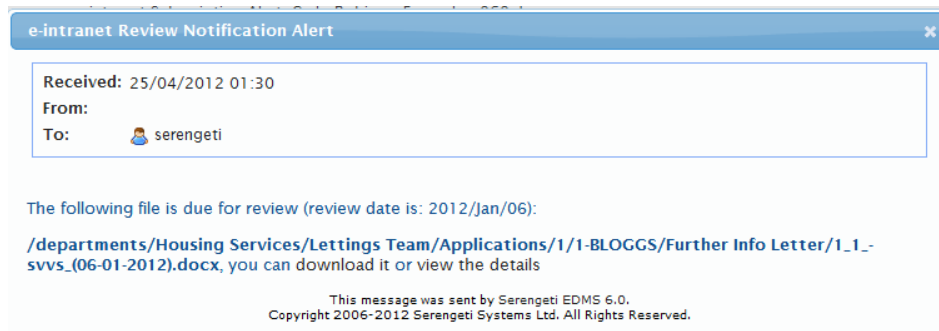 e-intranet Review Notification Alert
Received: 25/04/2012 01:30
From:
To: serengeti
The following file is due for review (review date is: 2012/Jan/06):
/departments/Housing Services/Lettings Team/Applications/1/1-BLOGGS/Further Info Letter/1_1_-
svvs_(06-01-2012).docx, you can download it or view the details
This message was sent by Serengeti EDMS 6.0.
Copyright 2006-2012 Serengeti Systems Ltd. All Rights Reserved.